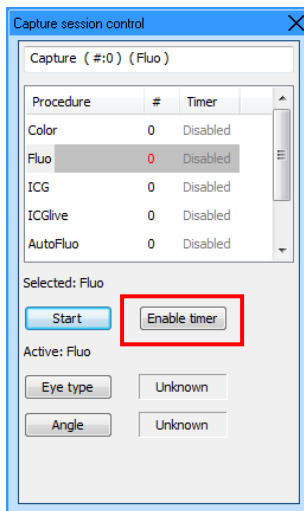 Capture session control
Capture ( #:0 ) ( Fluo )
Procedure # Timer
Color 0 Disabled
Fluo 0 Disabled
ICG 0 Disabled
ICGlive 0 Disabled
AutoFluo 0 Disabled
Selected: Fluo
Start Enable timer
Active: Fluo
Eye type Unknown
Angle Unknown